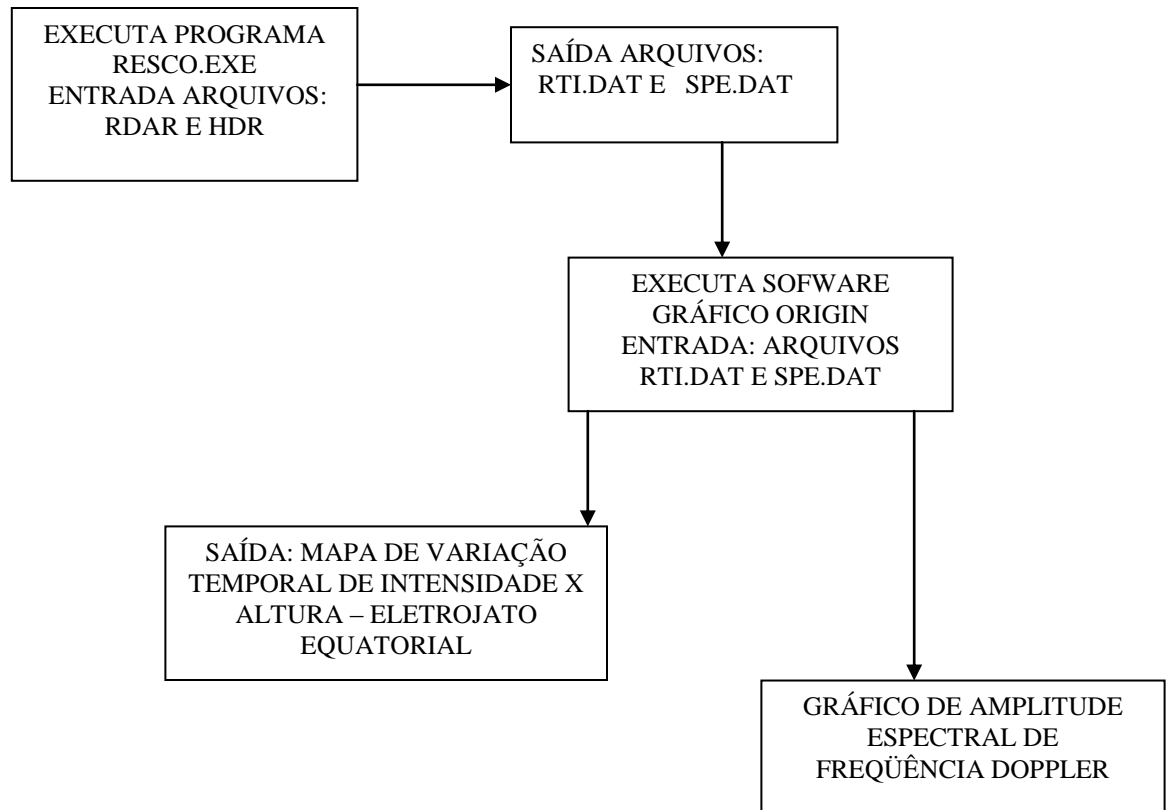 EXECUTA PROGRAMA
RESCO.EXE
ENTRADA ARQUIVOS:
RDAR E HDR
SAÍDA ARQUIVOS:
RTI.DAT E SPE.DAT
EXECUTA SOFWARE
GRÁFICO ORIGIN
ENTRADA: ARQUIVOS
RTI.DAT E SPE.DAT
SAÍDA: MAPA DE VARIAÇÃO
TEMPORAL DE INTENSIDADE X
ALTURA – ELETROJATO
EQUATORIAL
GRÁFICO DE AMPLITUDE
ESPECTRAL DE
FREQÜÊNCIA DOPPLER